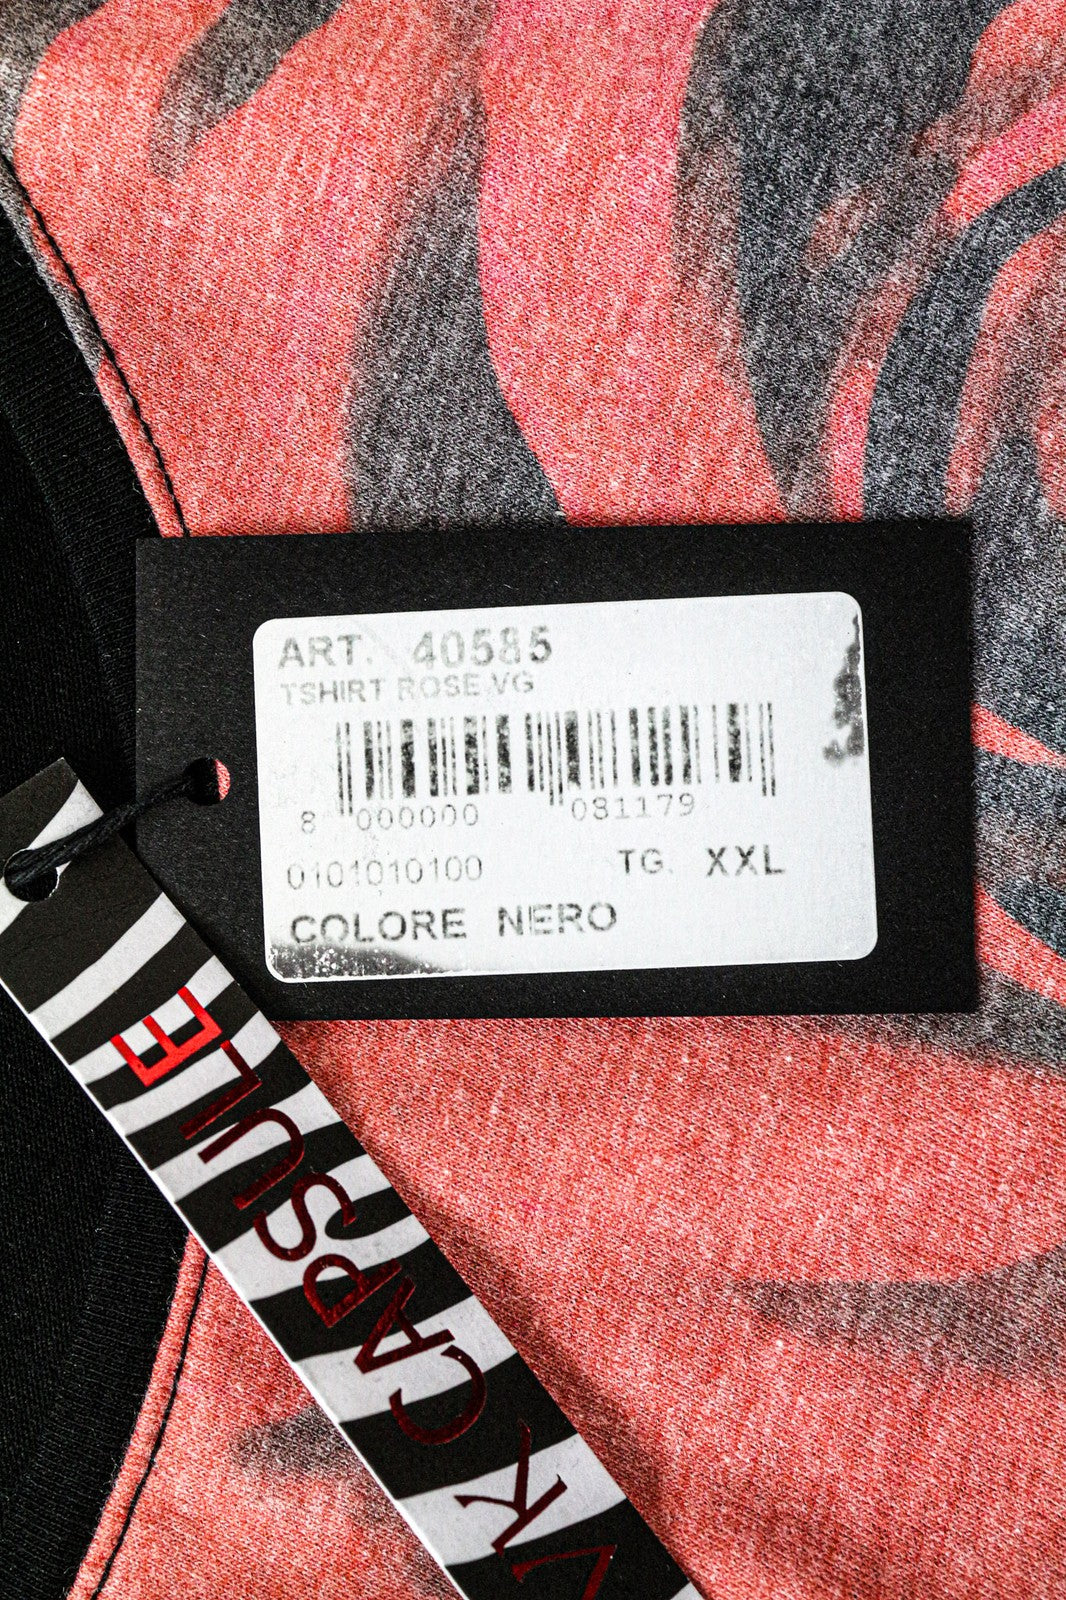 ART. 40585
TSHIRT ROSE.VG
8 000000 081179
0101010100 TG. XXL
COLORE NERO
K CAPSULE